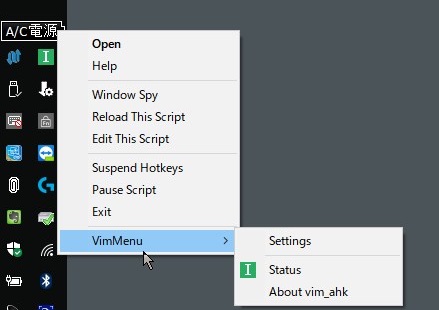 A/C電源
Open
Help
Window Spy
Reload This Script
Edit This Script
Suspend Hotkeys
Pause Script
Exit
VimMenu
Settings
I Status
About vim_ahk